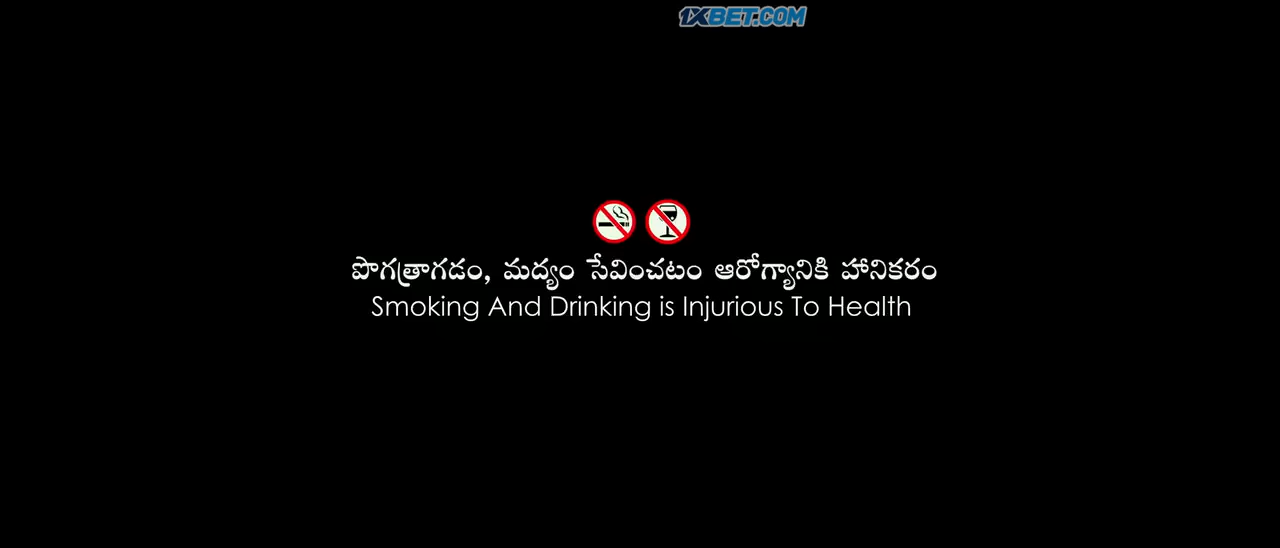 1XBET.COM
పొగత్రాగడం, మద్యం సేవించటం ఆరోగ్యానికి హానికరం
Smoking And Drinking is Injurious To Health